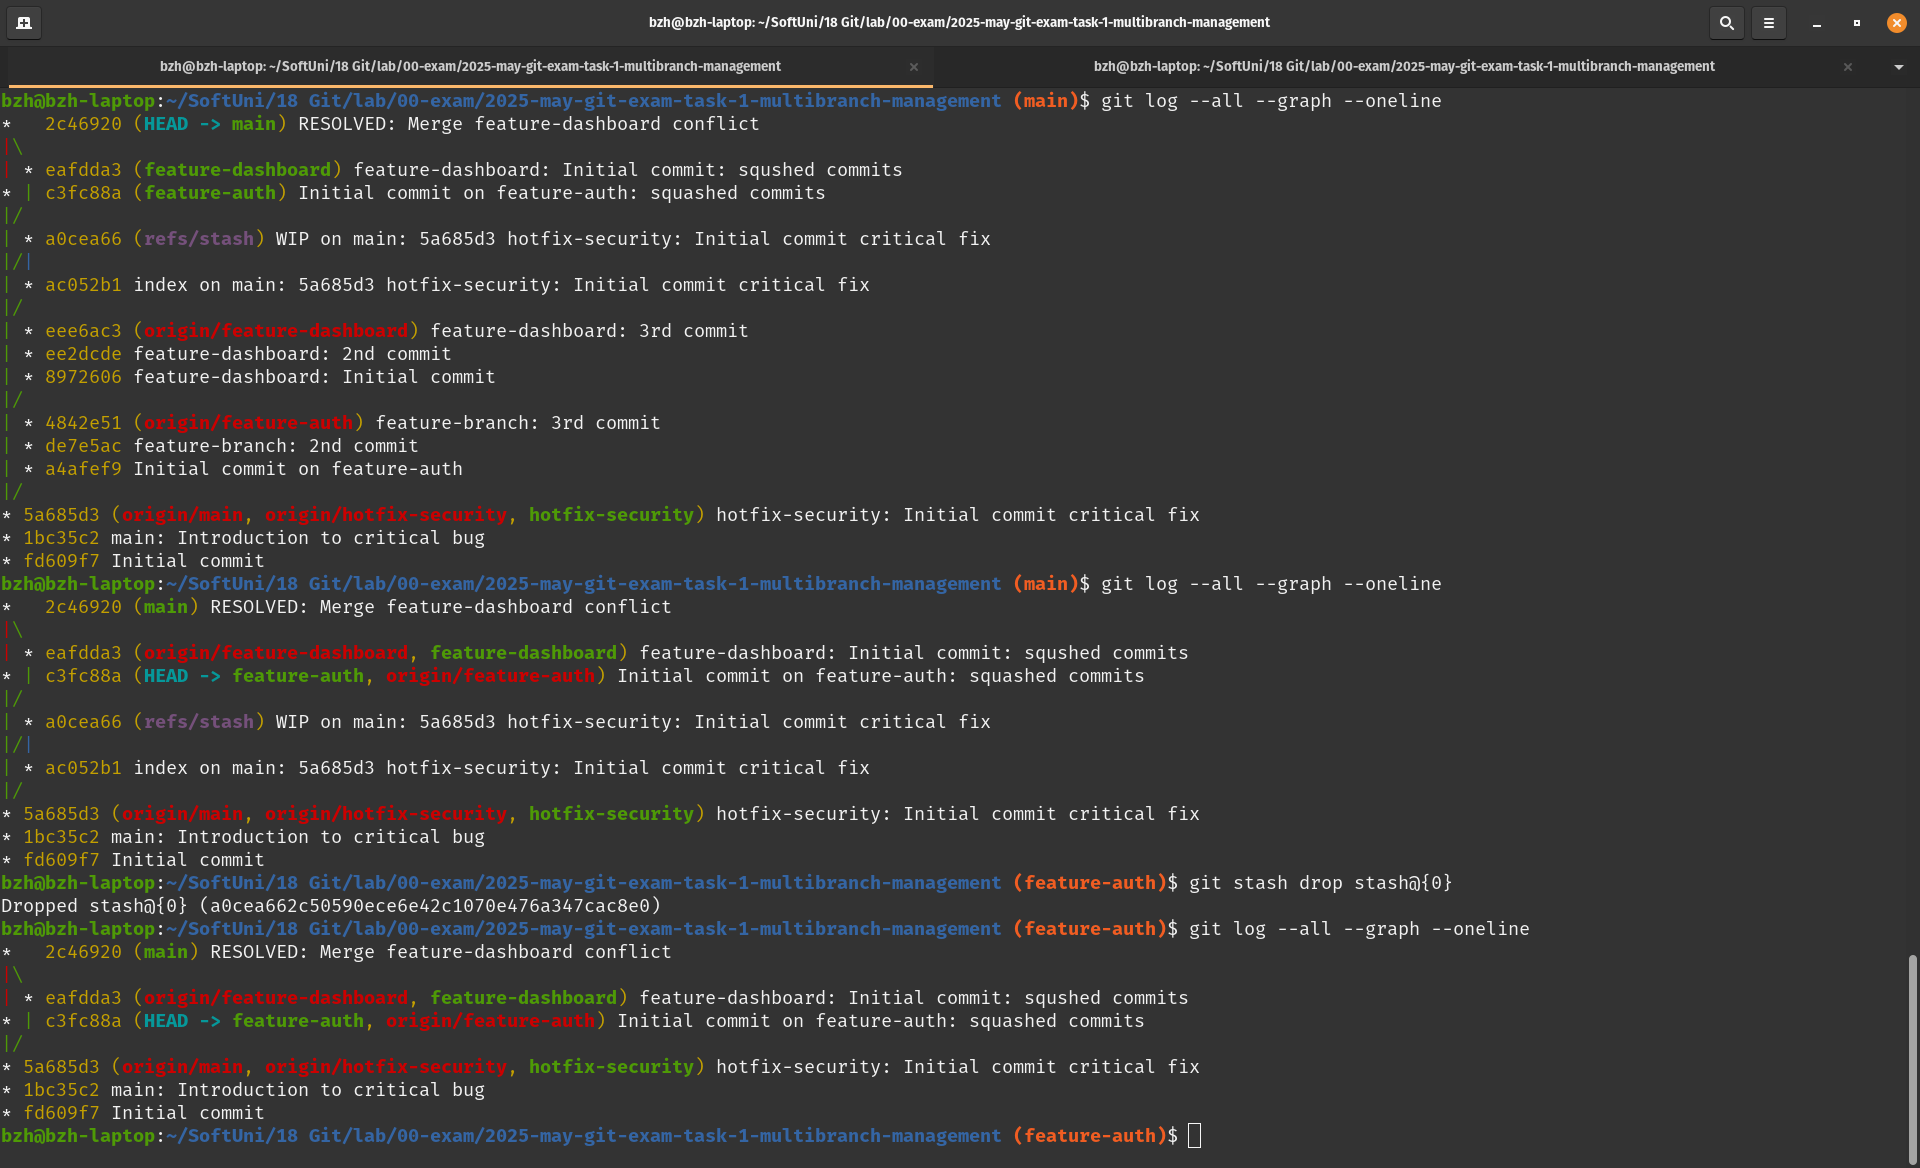 bzh@bzh-laptop: ~/SoftUni/18 Git/lab/00-exam/2025-may-git-exam-task-1-multibranch-management
bzh@bzh-laptop: ~/SoftUni/18 Git/lab/00-exam/2025-may-git-exam-task-1-multibranch-management × bzh@bzh-laptop: ~/SoftUni/18 Git/lab/00-exam/2025-may-git-exam-task-1-multibranch-management ×
bzh@bzh-laptop:~/SoftUni/18 Git/lab/00-exam/2025-may-git-exam-task-1-multibranch-management (main)$ git log --all --graph --oneline
*   2c46920 (HEAD -> main) RESOLVED: Merge feature-dashboard conflict
|\
| * eafdda3 (feature-dashboard) feature-dashboard: Initial commit: squshed commits
* | c3fc88a (feature-auth) Initial commit on feature-auth: squashed commits
|/
| * a0cea66 (refs/stash) WIP on main: 5a685d3 hotfix-security: Initial commit critical fix
|/|
| * ac052b1 index on main: 5a685d3 hotfix-security: Initial commit critical fix
|/
| * eee6ac3 (origin/feature-dashboard) feature-dashboard: 3rd commit
| * ee2dcde feature-dashboard: 2nd commit
| * 8972606 feature-dashboard: Initial commit
|/
| * 4842e51 (origin/feature-auth) feature-branch: 3rd commit
| * de7e5ac feature-branch: 2nd commit
| * a4afef9 Initial commit on feature-auth
|/
* 5a685d3 (origin/main, origin/hotfix-security, hotfix-security) hotfix-security: Initial commit critical fix
* 1bc35c2 main: Introduction to critical bug
* fd609f7 Initial commit
bzh@bzh-laptop:~/SoftUni/18 Git/lab/00-exam/2025-may-git-exam-task-1-multibranch-management (main)$ git log --all --graph --oneline
*   2c46920 (main) RESOLVED: Merge feature-dashboard conflict
|\
| * eafdda3 (origin/feature-dashboard, feature-dashboard) feature-dashboard: Initial commit: squshed commits
* | c3fc88a (HEAD -> feature-auth, origin/feature-auth) Initial commit on feature-auth: squashed commits
|/
| * a0cea66 (refs/stash) WIP on main: 5a685d3 hotfix-security: Initial commit critical fix
|/|
| * ac052b1 index on main: 5a685d3 hotfix-security: Initial commit critical fix
|/
* 5a685d3 (origin/main, origin/hotfix-security, hotfix-security) hotfix-security: Initial commit critical fix
* 1bc35c2 main: Introduction to critical bug
* fd609f7 Initial commit
bzh@bzh-laptop:~/SoftUni/18 Git/lab/00-exam/2025-may-git-exam-task-1-multibranch-management (feature-auth)$ git stash drop stash@{0}
Dropped stash@{0} (a0cea662c50590ece6e42c1070e476a347cac8e0)
bzh@bzh-laptop:~/SoftUni/18 Git/lab/00-exam/2025-may-git-exam-task-1-multibranch-management (feature-auth)$ git log --all --graph --oneline
*   2c46920 (main) RESOLVED: Merge feature-dashboard conflict
|\
| * eafdda3 (origin/feature-dashboard, feature-dashboard) feature-dashboard: Initial commit: squshed commits
* | c3fc88a (HEAD -> feature-auth, origin/feature-auth) Initial commit on feature-auth: squashed commits
|/
* 5a685d3 (origin/main, origin/hotfix-security, hotfix-security) hotfix-security: Initial commit critical fix
* 1bc35c2 main: Introduction to critical bug
* fd609f7 Initial commit
bzh@bzh-laptop:~/SoftUni/18 Git/lab/00-exam/2025-may-git-exam-task-1-multibranch-management (feature-auth)$